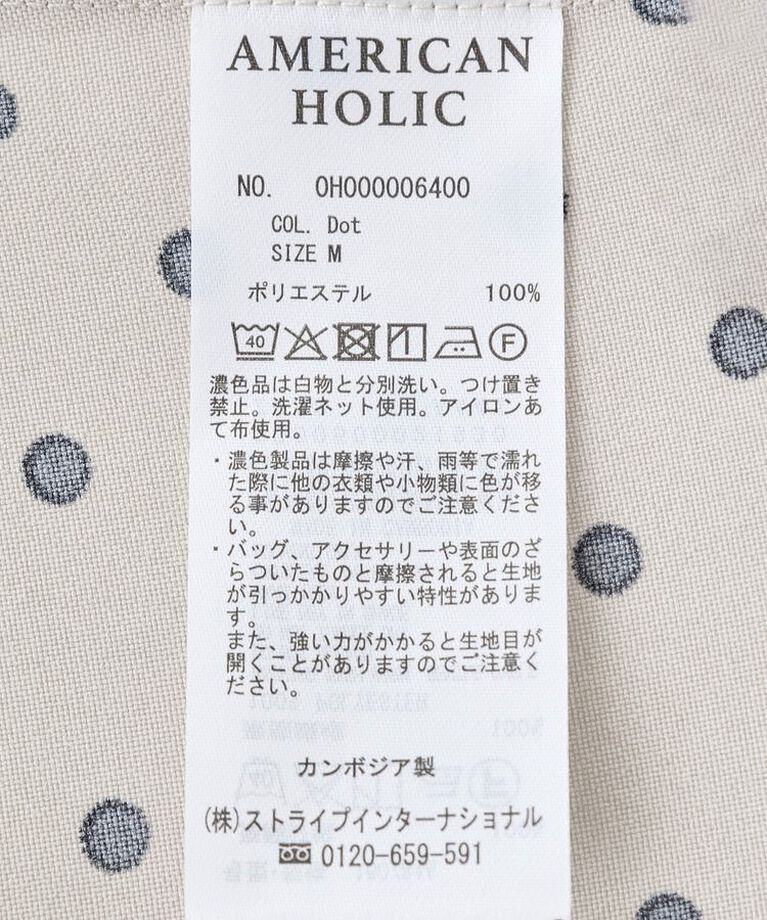 AMERICAN
HOLIC
NO. 0H000006400
COL. Dot
SIZE M
ポリエステル 100%
40 F
濃色品は白物と分別洗い。つけ置き
禁止。洗濯ネット使用。アイロンあ
て布使用。
・濃色製品は摩擦や汗、雨等で濡れ
た際に他の衣類や小物類に色が移
る事がありますのでご注意くださ
い。
・バッグ、アクセサリーや表面のざ
らついたものと摩擦されると生地
が引っかかりやすい特性がありま
す。
また、強い力がかかると生地目が
開くことがありますのでご注意く
ださい。
カンボジア製
(株)ストライプインターナショナル
0120-659-591